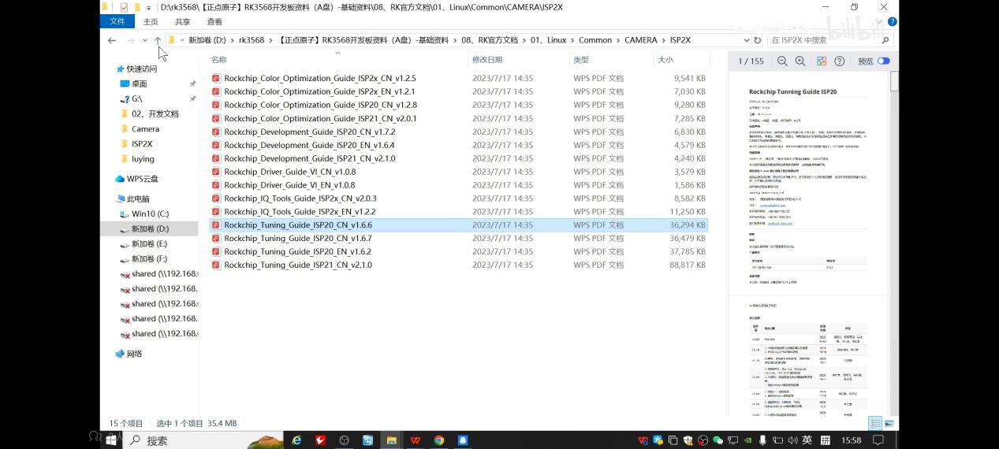 D:\rk3568\【正点原子】RK3568开发板资料（A盘）-基础资料\08、RK官方文档\01、Linux\Common\CAMERA\ISP2X
文件 主页 共享 查看
« 新加卷 (D:) › rk3568 › 【正点原子】RK3568开发板资料（A盘）-基础资料 › 08、RK官方文档 › 01、Linux › Common › CAMERA › ISP2X
在 ISP2X 中搜索
bilibili
快速访问
桌面
G:\
02、开发文档
Camera
ISP2X
luying
WPS云盘
此电脑
Win10 (C:)
新加卷 (D:)
新加卷 (E:)
新加卷 (F:)
shared (\\192.168.
shared (\\192.168.
shared (\\192.168.
shared (\\192.168.
shared (\\192.168.
网络
名称 修改日期 类型 大小
Rockchip_Color_Optimization_Guide_ISP2x_CN_v1.2.5 2023/7/17 14:35 WPS PDF 文档 9,541 KB
Rockchip_Color_Optimization_Guide_ISP2x_EN_v1.2.1 2023/7/17 14:35 WPS PDF 文档 7,030 KB
Rockchip_Color_Optimization_Guide_ISP20_CN_v1.2.8 2023/7/17 14:35 WPS PDF 文档 9,280 KB
Rockchip_Color_Optimization_Guide_ISP21_CN_v2.0.1 2023/7/17 14:35 WPS PDF 文档 7,285 KB
Rockchip_Development_Guide_ISP20_CN_v1.7.2 2023/7/17 14:35 WPS PDF 文档 6,830 KB
Rockchip_Development_Guide_ISP20_EN_v1.6.4 2023/7/17 14:35 WPS PDF 文档 4,579 KB
Rockchip_Development_Guide_ISP21_CN_v2.1.0 2023/7/17 14:35 WPS PDF 文档 4,240 KB
Rockchip_Driver_Guide_VI_CN_v1.0.8 2023/7/17 14:35 WPS PDF 文档 3,579 KB
Rockchip_Driver_Guide_VI_EN_v1.0.8 2023/7/17 14:35 WPS PDF 文档 1,586 KB
Rockchip_IQ_Tools_Guide_ISP2x_CN_v2.0.3 2023/7/17 14:35 WPS PDF 文档 8,582 KB
Rockchip_IQ_Tools_Guide_ISP2x_EN_v1.2.2 2023/7/17 14:35 WPS PDF 文档 11,250 KB
Rockchip_Tuning_Guide_ISP20_CN_v1.6.6 2023/7/17 14:35 WPS PDF 文档 36,294 KB
Rockchip_Tuning_Guide_ISP20_CN_v1.6.7 2023/7/17 14:35 WPS PDF 文档 36,479 KB
Rockchip_Tuning_Guide_ISP20_EN_v1.6.2 2023/7/17 14:35 WPS PDF 文档 37,785 KB
Rockchip_Tuning_Guide_ISP21_CN_v2.1.0 2023/7/17 14:35 WPS PDF 文档 88,817 KB
1 / 155 预览
Rockchip Tunning Guide ISP20
15 个项目 选中 1 个项目 35.4 MB
搜索
英 15:58